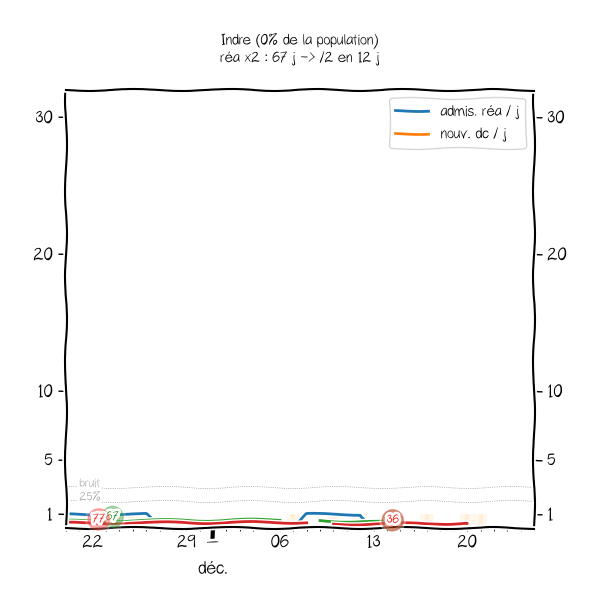 Indre (0% de la population)
réa x2 : 67 j -> /2 en 12 j
admis. réa / j
nouv. dc / j
30 30
20 20
10 10
5 5
bruit
25%
1 1
77 67 36
22 29 06 13 20
déc.